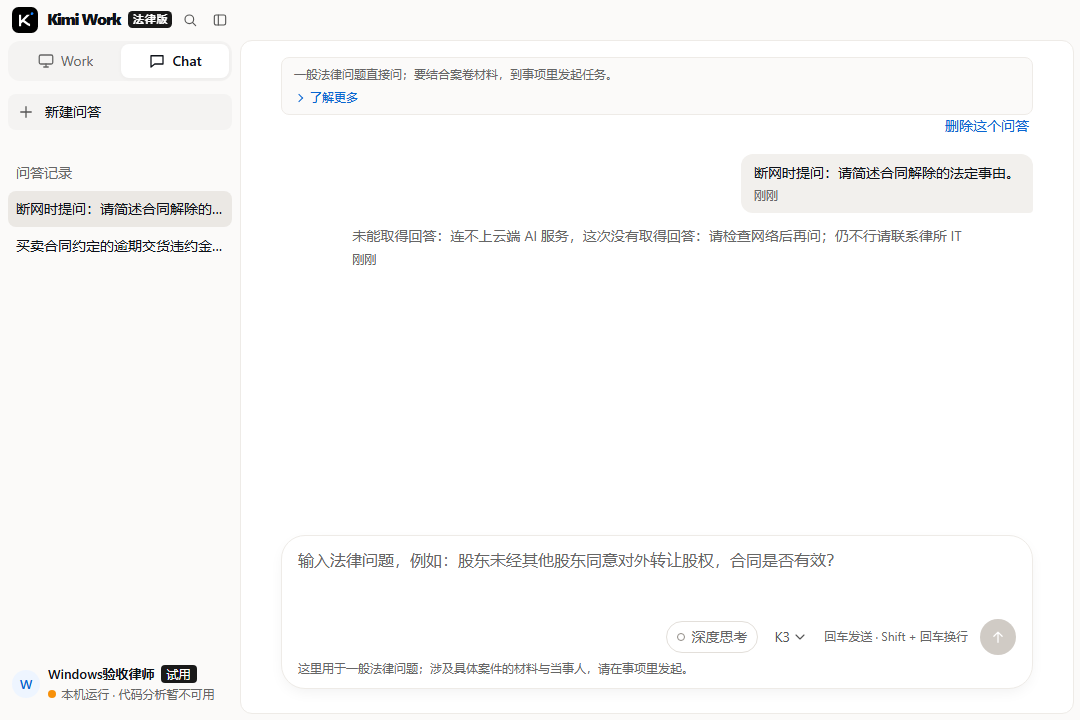 Kimi Work 法律版
Work
Chat
新建问答
问答记录
断网时提问：请简述合同解除的...
买卖合同约定的逾期交货违约金...
Windows验收律师 试用
W
本机运行 · 代码分析暂不可用
一般法律问题直接问；要结合案卷材料，到事项里发起任务。
了解更多
删除这个问答
断网时提问：请简述合同解除的法定事由。
刚刚
未能取得回答：连不上云端 AI 服务，这次没有取得回答：请检查网络后再问；仍不行请联系律所 IT
刚刚
输入法律问题，例如：股东未经其他股东同意对外转让股权，合同是否有效？
深度思考 K3 回车发送 · Shift + 回车换行
这里用于一般法律问题；涉及具体案件的材料与当事人，请在事项里发起。